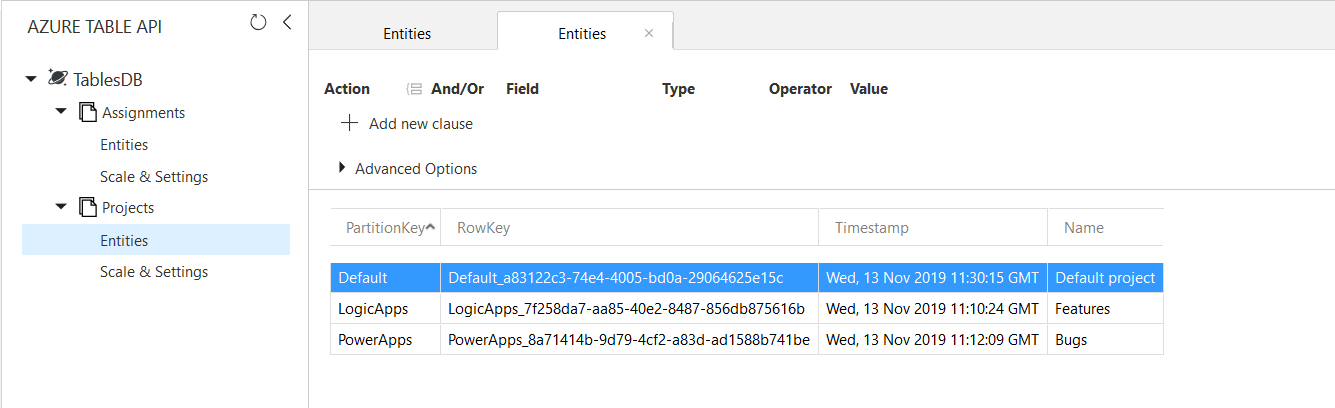 AZURE TABLE API
TablesDB
Assignments
Entities
Scale & Settings
Projects
Entities
Scale & Settings
Entities Entities
Action And/Or Field Type Operator Value
Add new clause
Advanced Options
PartitionKey RowKey Timestamp Name
Default Default_a83122c3-74e4-4005-bd0a-29064625e15c Wed, 13 Nov 2019 11:30:15 GMT Default project
LogicApps LogicApps_7f258da7-aa85-40e2-8487-856db875616b Wed, 13 Nov 2019 11:10:24 GMT Features
PowerApps PowerApps_8a71414b-9d79-4cf2-a83d-ad1588b741be Wed, 13 Nov 2019 11:12:09 GMT Bugs